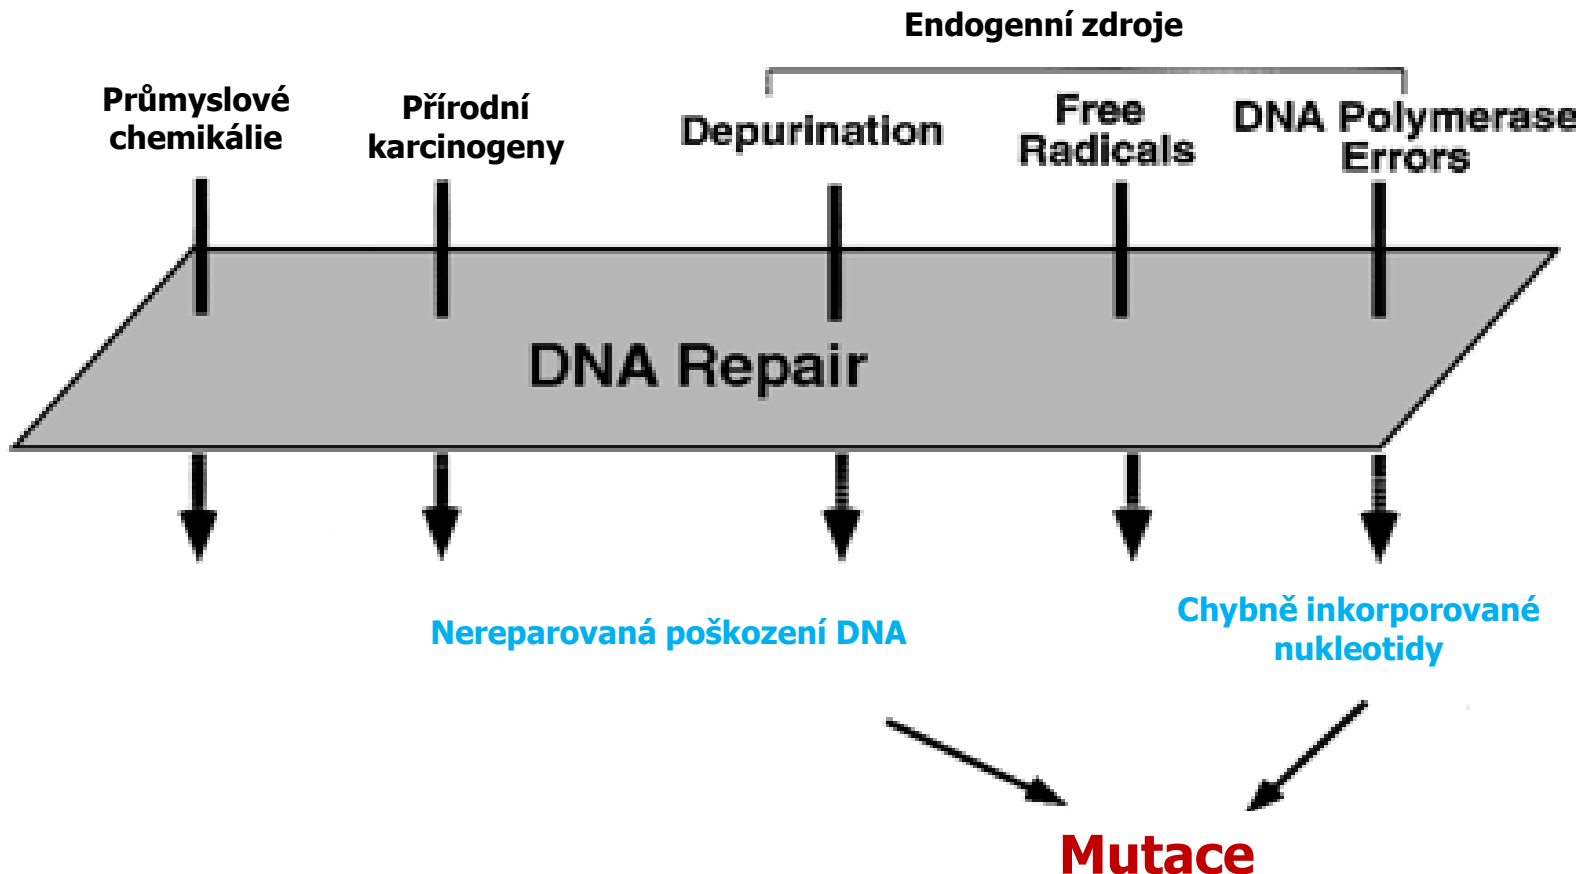 Endogenní zdroje
Průmyslové
chemikálie
Přírodní
karcinogeny
Depurination
Free
Radicals
DNA Polymerase
Errors
DNA Repair
Nereparovaná poškození DNA
Chybně inkorporované
nukleotidy
Mutace